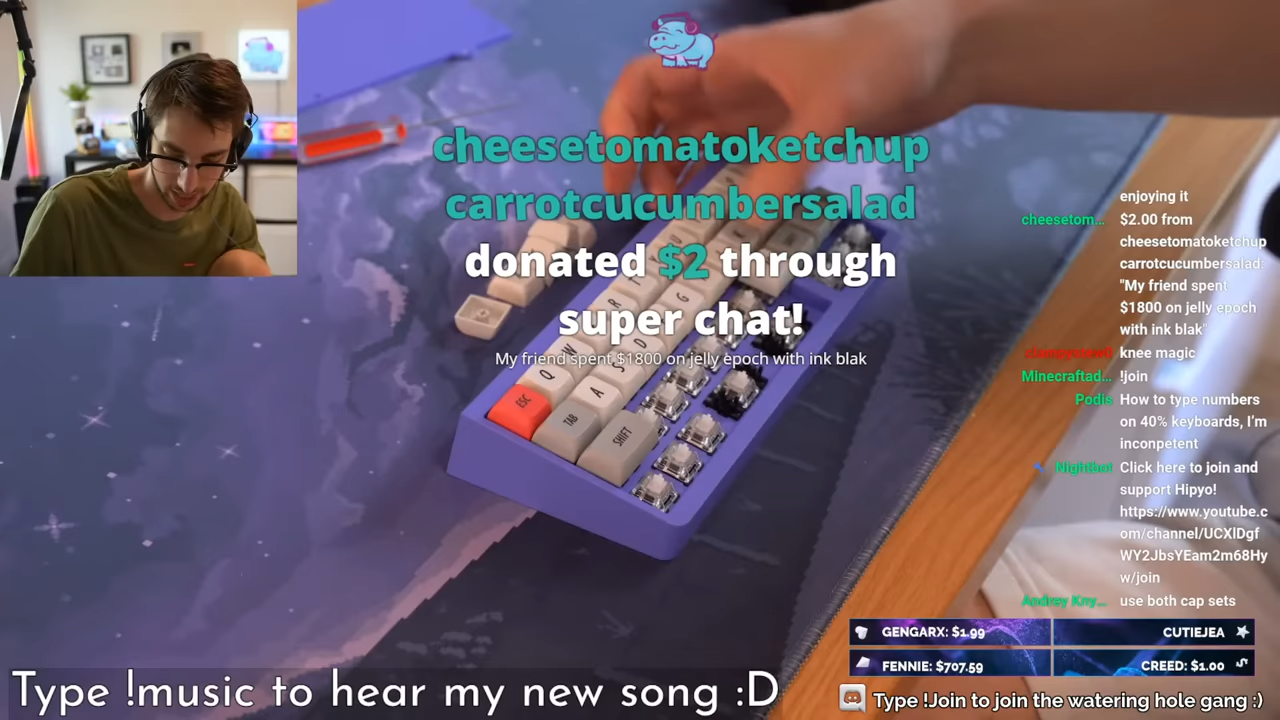 cheesetomatoketchup
carrotcucumbersalad
donated $2 through
super chat!
My friend spent $1800 on jelly epoch with ink blak
ESC
Q
W
R
TAB
A
S
D
G
SHIFT
enjoying it
cheesetom... $2.00 from
cheesetomatoketchup
carrotcucumbersalad:
"My friend spent
$1800 on jelly epoch
with ink blak"
knee magic
Minecraftad... !join
Podis How to type numbers
on 40% keyboards, I'm
inconpetent
Nightbot Click here to join and
support Hipyo!
https://www.youtube.c
om/channel/UCXlDgf
WY2JbsYEam2m68Hy
w/join
Andrey Kny... use both cap sets
GENGARX: $1.99
CUTIEJEA
FENNIE: $707.59
CREED: $1.00
Type !music to hear my new song :D
Type !Join to join the watering hole gang :)